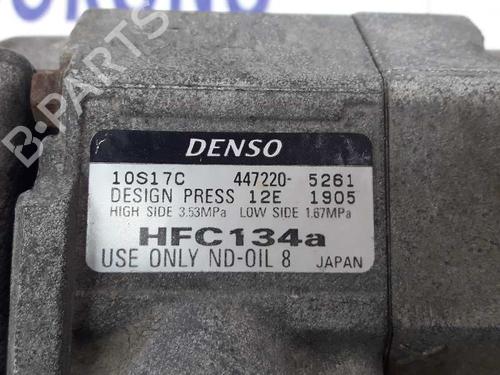 B-PARTS
DENSO
10S17C 447220- 5261
DESIGN PRESS 12E 1905
HIGH SIDE 3.53MPa LOW SIDE 1.67MPa
HFC134a
USE ONLY ND-OIL 8 JAPAN